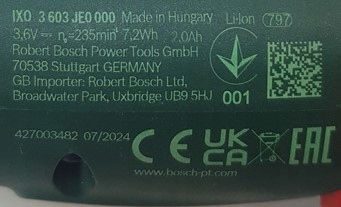 IXO 3 603 JE0 000 Made in Hungary Li-Ion 797
3,6V⎓ n₀=235min⁻¹ 7,2Wh 2,0Ah
Robert Bosch Power Tools GmbH
70538 Stuttgart GERMANY
GB Importer: Robert Bosch Ltd,
Broadwater Park, Uxbridge UB9 5HJ
001
427003482 07/2024
CE UK CA EAC
www.bosch-pt.com